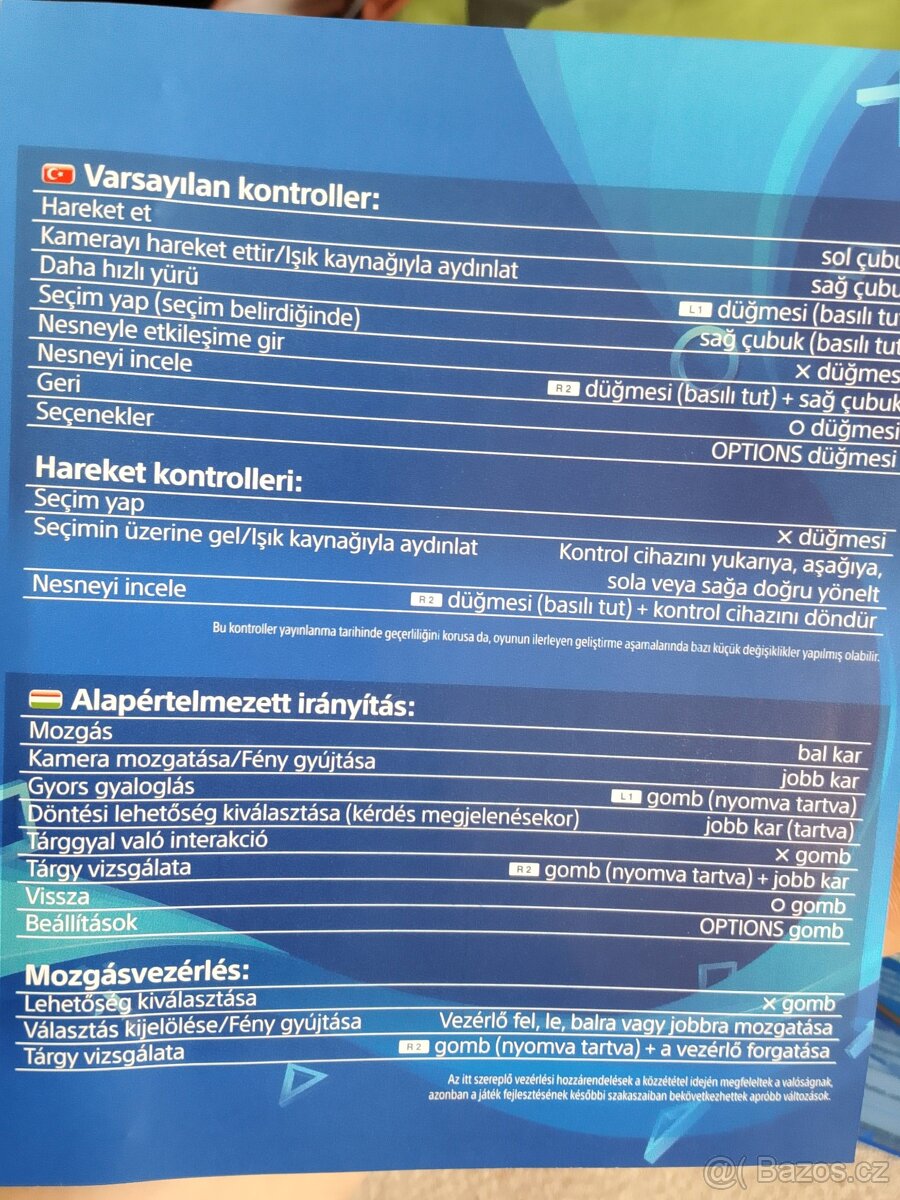 Varsayılan kontroller:
Hareket et sol çubu
Kamerayı hareket ettir/Işık kaynağıyla aydınlat sağ çubu
Daha hızlı yürü L1 düğmesi (basılı tu
Seçim yap (seçim belirdiğinde) sağ çubuk (basılı tut
Nesneyle etkileşime gir × düğmes
Nesneyi incele R2 düğmesi (basılı tut) + sağ çubuk
Geri O düğmesi
Seçenekler OPTIONS düğmesi
Hareket kontrolleri:
Seçim yap × düğmesi
Seçimin üzerine gel/Işık kaynağıyla aydınlat Kontrol cihazını yukarıya, aşağıya,
sola veya sağa doğru yönelt
Nesneyi incele R2 düğmesi (basılı tut) + kontrol cihazını döndür
Bu kontroller yayınlanma tarihinde geçerliliğini korusa da, oyunun ilerleyen geliştirme aşamalarında bazı küçük değişiklikler yapılmış olabilir.
Alapértelmezett irányítás:
Mozgás bal kar
Kamera mozgatása/Fény gyújtása jobb kar
Gyors gyaloglás L1 gomb (nyomva tartva)
Döntési lehetőség kiválasztása (kérdés megjelenésekor) jobb kar (tartva)
Tárggyal való interakció × gomb
Tárgy vizsgálata R2 gomb (nyomva tartva) + jobb kar
Vissza O gomb
Beállítások OPTIONS gomb
Mozgásvezérlés:
Lehetőség kiválasztása × gomb
Választás kijelölése/Fény gyújtása Vezérlő fel, le, balra vagy jobbra mozgatása
Tárgy vizsgálata R2 gomb (nyomva tartva) + a vezérlő forgatása
Az itt szereplő vezérlési hozzárendelések a közzététel idején megfeleltek a valóságnak,
azonban a játék fejlesztésének későbbi szakaszaiban bekövetkezhettek apróbb változások.
@( Bazos.cz